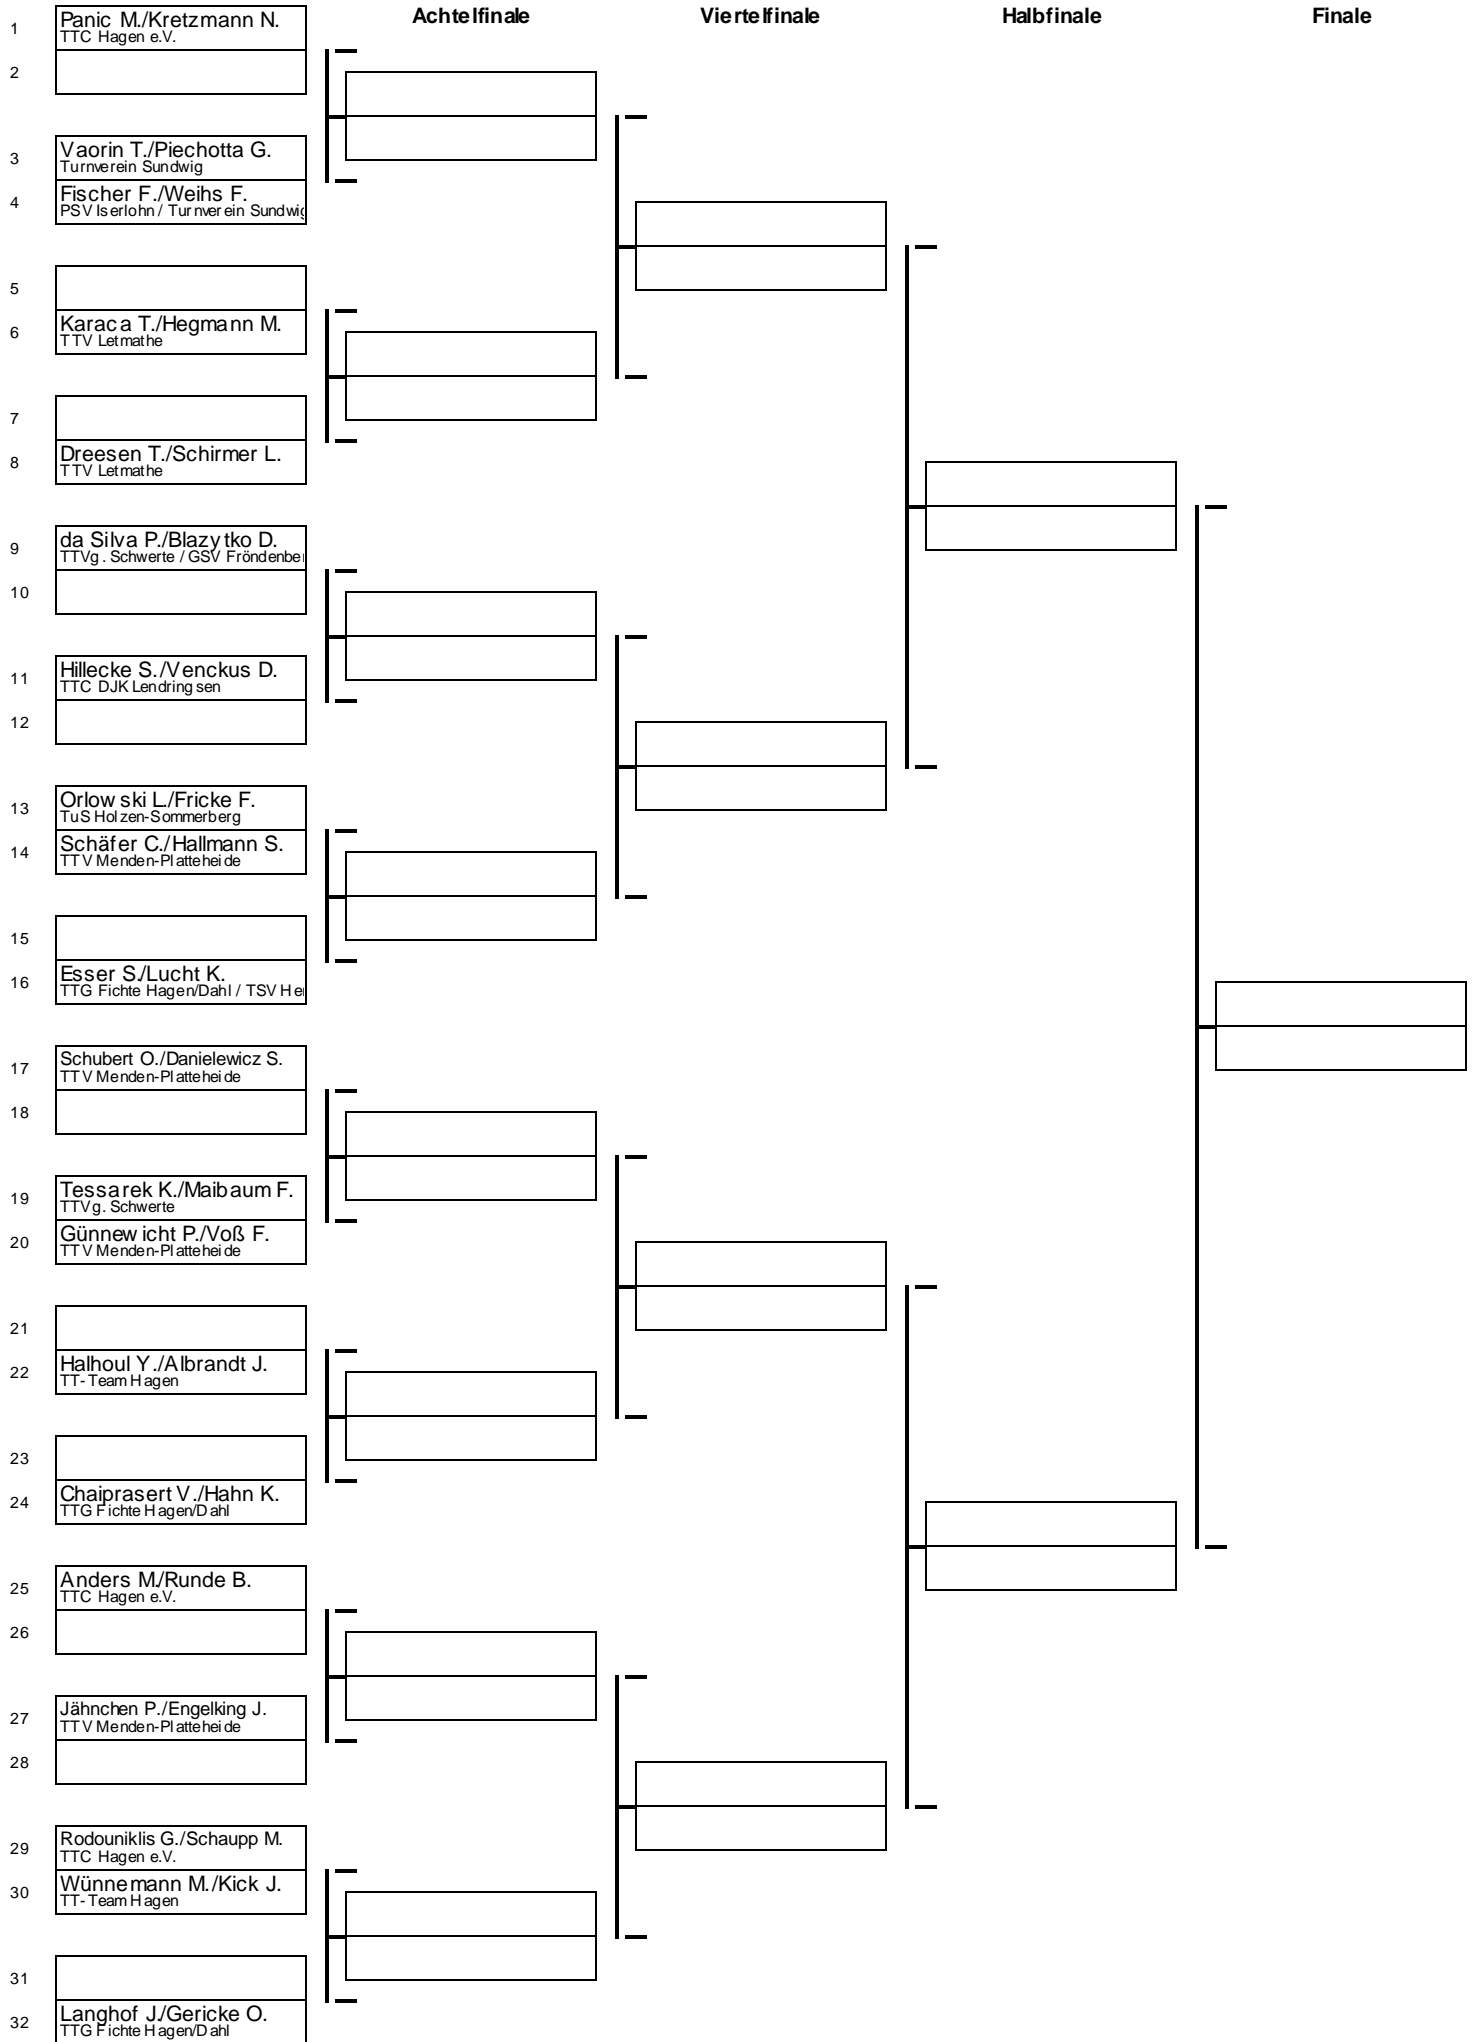 Achtelfinale Viertelfinale Halbfinale Finale
1 Panic M./Kretzmann N.
TTC Hagen e.V.
2
3 Vaorin T./Piechotta G.
Turnverein Sundwig
4 Fischer F./Weihs F.
PSV Iserlohn / Turnverein Sundwig
5
6 Karaca T./Hegmann M.
TTV Letmathe
7
8 Dreesen T./Schirmer L.
TTV Letmathe
9 da Silva P./Blazytko D.
TTVg. Schwerte / GSV Fröndenber
10
11 Hillecke S./Venckus D.
TTC DJK Lendringsen
12
13 Orlowski L./Fricke F.
TuS Holzen-Sommerberg
14 Schäfer C./Hallmann S.
TTV Menden-Platteheide
15
16 Esser S./Lucht K.
TTG Fichte Hagen/Dahl / TSV He
17 Schubert O./Danielewicz S.
TTV Menden-Platteheide
18
19 Tessarek K./Maibaum F.
TTVg. Schwerte
20 Günnewicht P./Voß F.
TTV Menden-Platteheide
21
22 Halhoul Y./Albrandt J.
TT-Team Hagen
23
24 Chaiprasert V./Hahn K.
TTG Fichte Hagen/Dahl
25 Anders M./Runde B.
TTC Hagen e.V.
26
27 Jähnchen P./Engelking J.
TTV Menden-Platteheide
28
29 Rodouniklis G./Schaupp M.
TTC Hagen e.V.
30 Wünnemann M./Kick J.
TT-Team Hagen
31
32 Langhof J./Gericke O.
TTG Fichte Hagen/Dahl